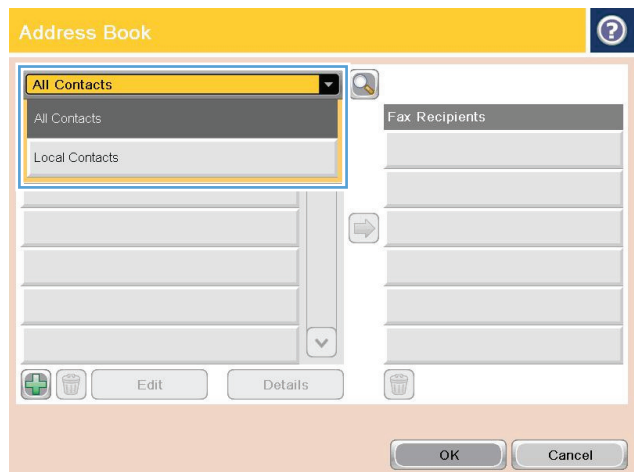 Address Book
All Contacts
All Contacts
Local Contacts
Fax Recipients
Edit
Details
OK
Cancel